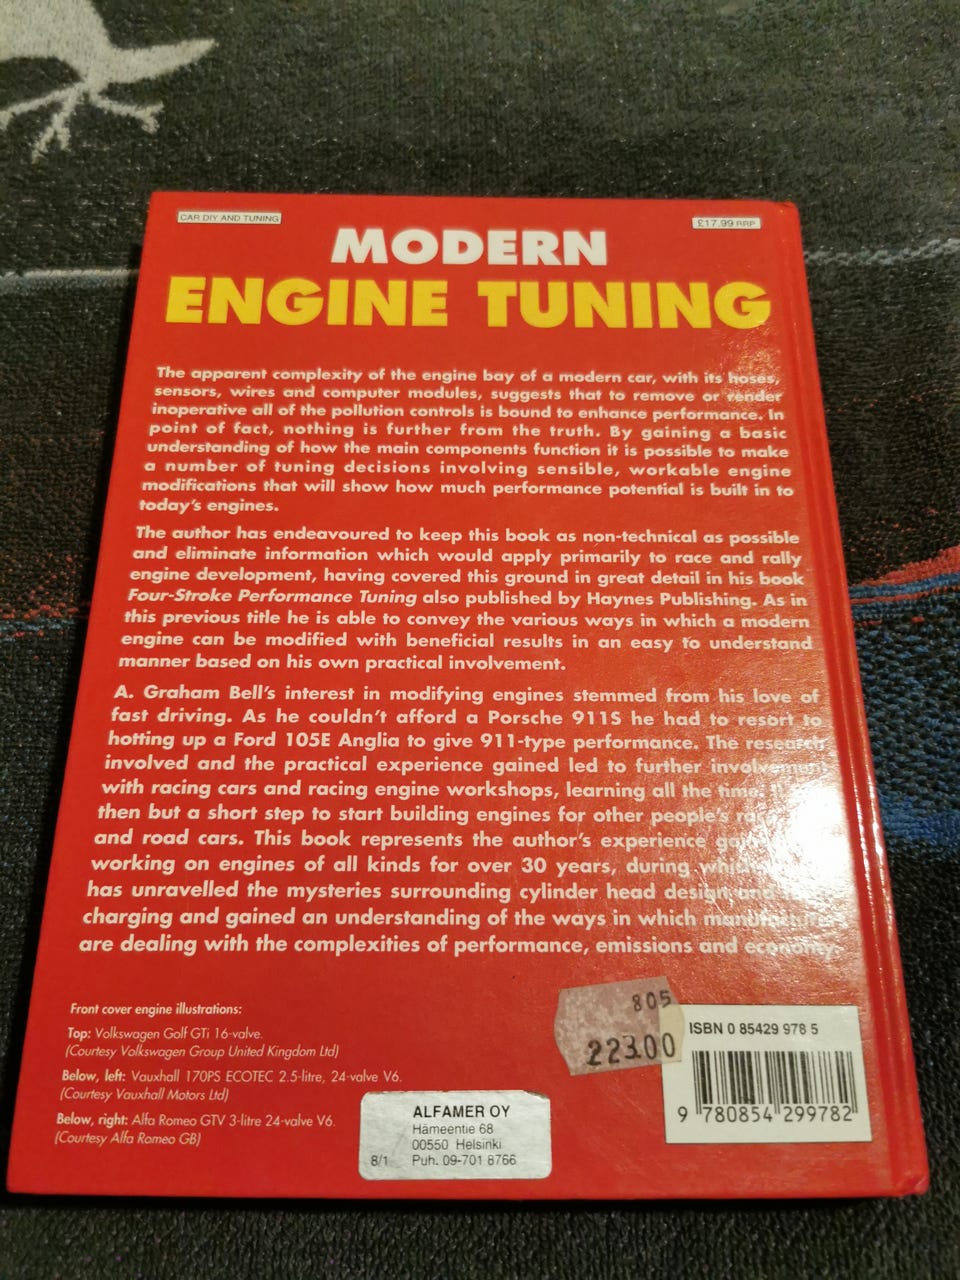 CAR DIY AND TUNING
£17.99 RRP
MODERN
ENGINE TUNING
The apparent complexity of the engine bay of a modern car, with its hoses,
sensors, wires and computer modules, suggests that to remove or render
inoperative all of the pollution controls is bound to enhance performance. In
point of fact, nothing is further from the truth. By gaining a basic
understanding of how the main components function it is possible to make
a number of tuning decisions involving sensible, workable engine
modifications that will show how much performance potential is built in to
today's engines.
The author has endeavoured to keep this book as non-technical as possible
and eliminate information which would apply primarily to race and rally
engine development, having covered this ground in great detail in his book
Four-Stroke Performance Tuning also published by Haynes Publishing. As in
this previous title he is able to convey the various ways in which a modern
engine can be modified with beneficial results in an easy to understand
manner based on his own practical involvement.
A. Graham Bell's interest in modifying engines stemmed from his love of
fast driving. As he couldn't afford a Porsche 911S he had to resort to
hotting up a Ford 105E Anglia to give 911-type performance. The research
involved and the practical experience gained led to further involvement
with racing cars and racing engine workshops, learning all the time.
then but a short step to start building engines for other people's
and road cars. This book represents the author's experience
working on engines of all kinds for over 30 years, during
has unravelled the mysteries surrounding cylinder head design and
charging and gained an understanding of the ways in which manufacturers
are dealing with the complexities of performance, emissions and economy.
Front cover engine illustrations:
Top: Volkswagen Golf GTi 16-valve.
(Courtesy Volkswagen Group United Kingdom Ltd)
Below, left: Vauxhall 170PS ECOTEC 2.5-litre, 24-valve V6.
(Courtesy Vauxhall Motors Ltd)
Below, right: Alfa Romeo GTV 3-litre 24-valve V6.
(Courtesy Alfa Romeo GB)
805
223.00
ISBN 0 85429 978 5
9 780854 299782
ALFAMER OY
Hämeentie 68
00550 Helsinki
8/1 Puh. 09-701 8766